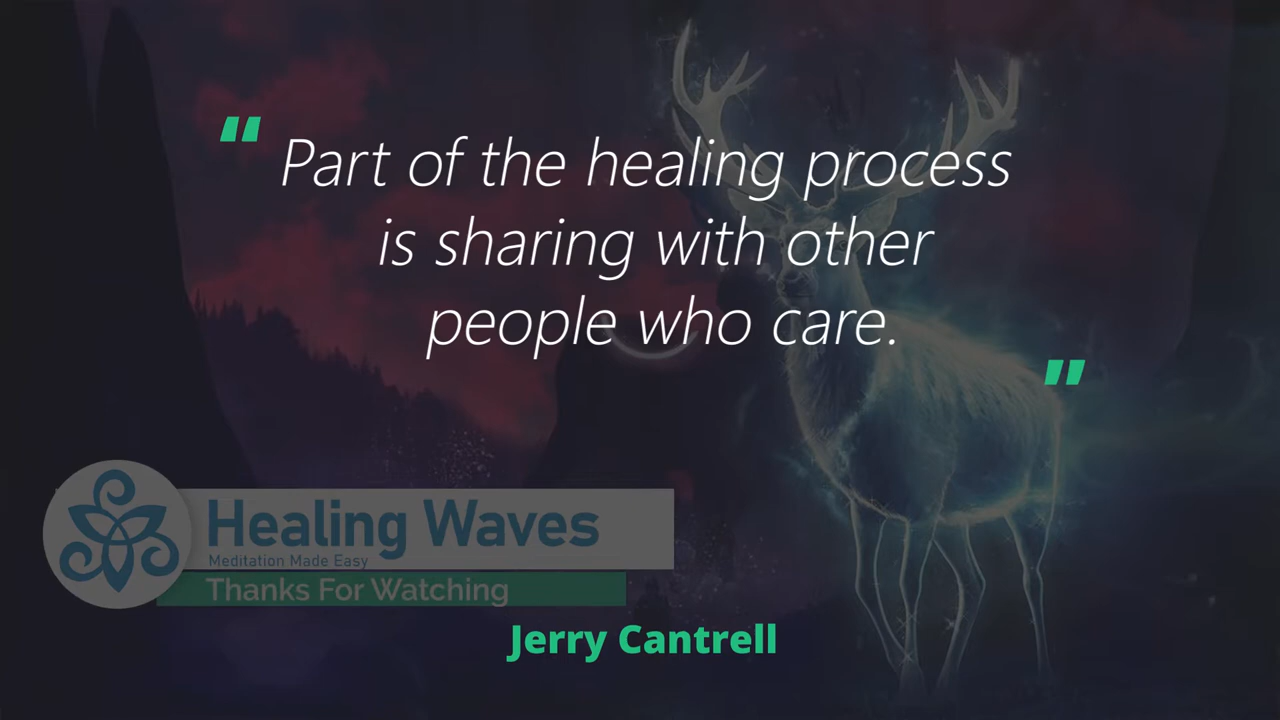 " Part of the healing process
is sharing with other
people who care.
"
Healing Waves
Meditation Made Easy
Thanks For Watching
Jerry Cantrell